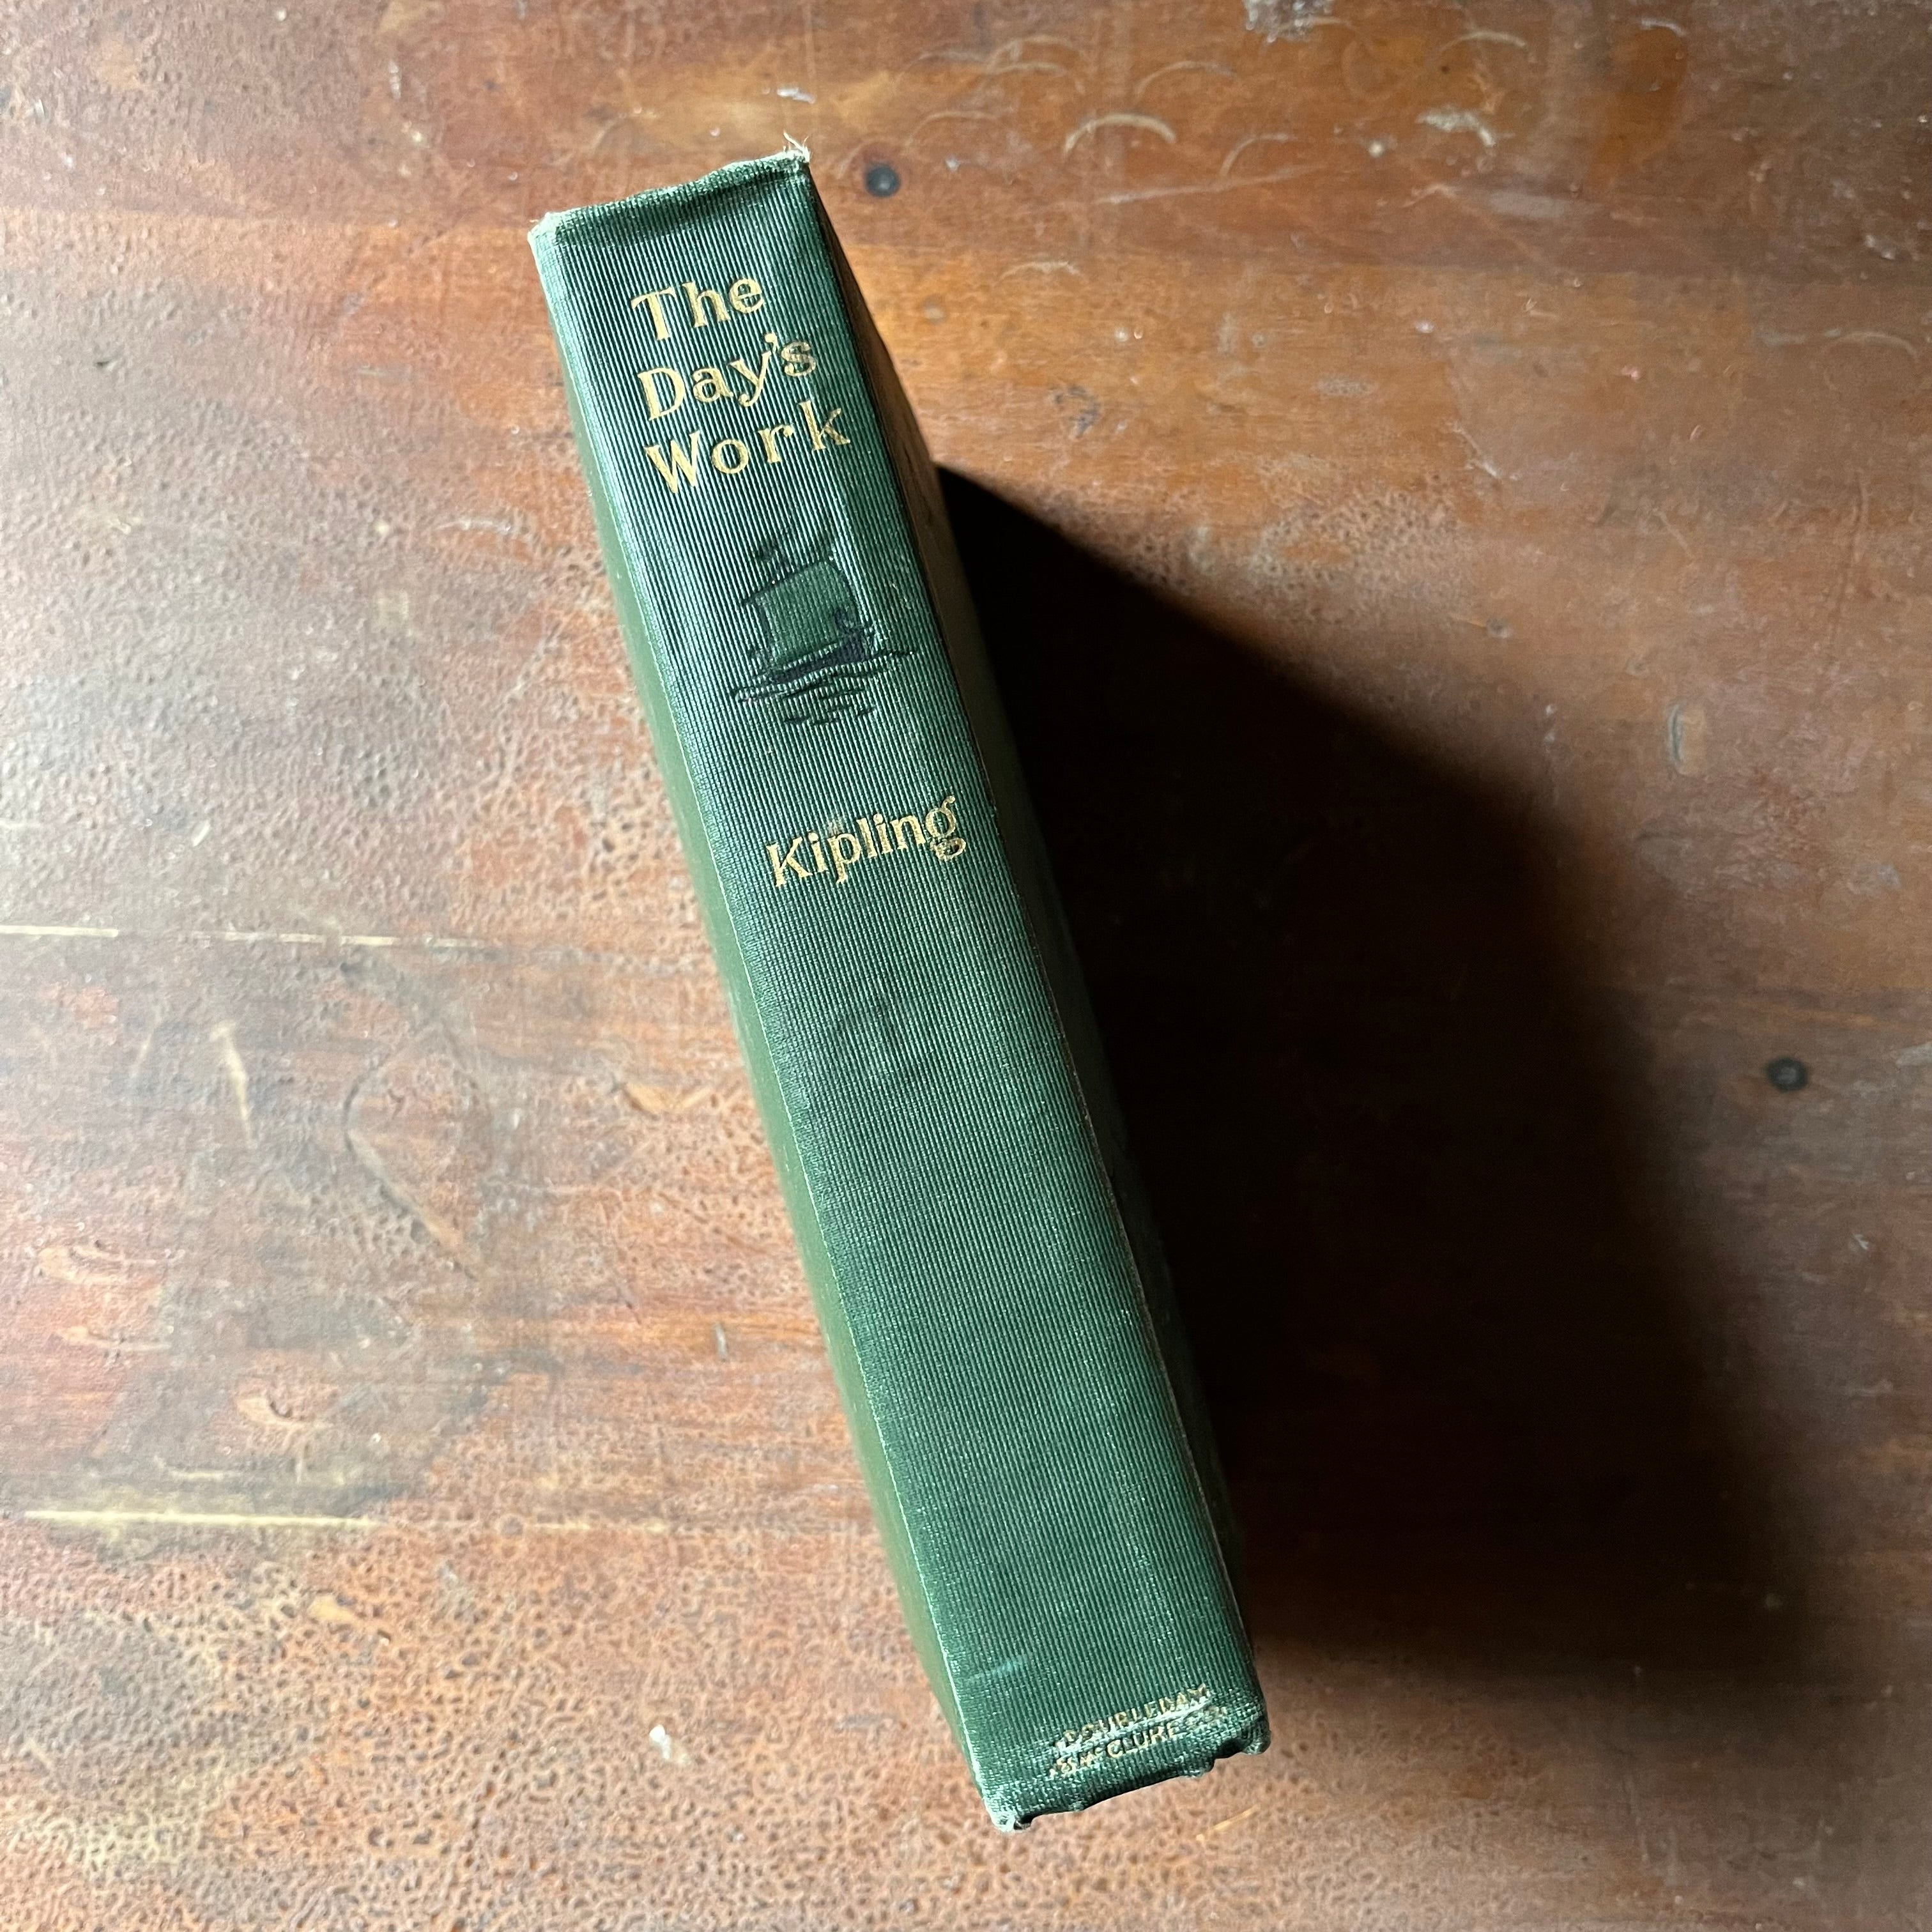 The
Day's
Work
Kipling
DOUBLEDAY
& McCLURE CO.